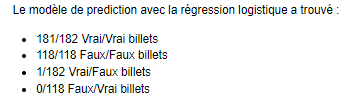 Le modèle de prediction avec la régression logistique a trouvé :
• 181/182 Vrai/Vrai billets
• 118/118 Faux/Faux billets
• 1/182 Vrai/Faux billets
• 0/118 Faux/Vrai billets